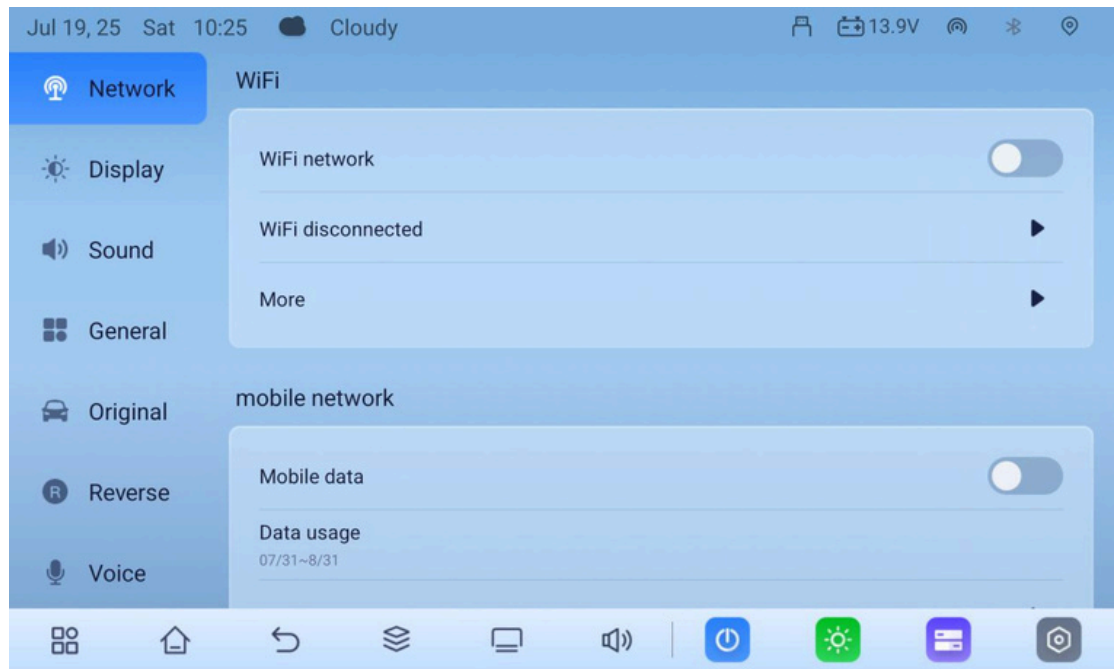 Jul 19, 25 Sat 10:25 Cloudy 13.9V
Network
Display
Sound
General
Original
R Reverse
Voice
WiFi
WiFi network
WiFi disconnected
More
mobile network
Mobile data
Data usage
07/31~8/31